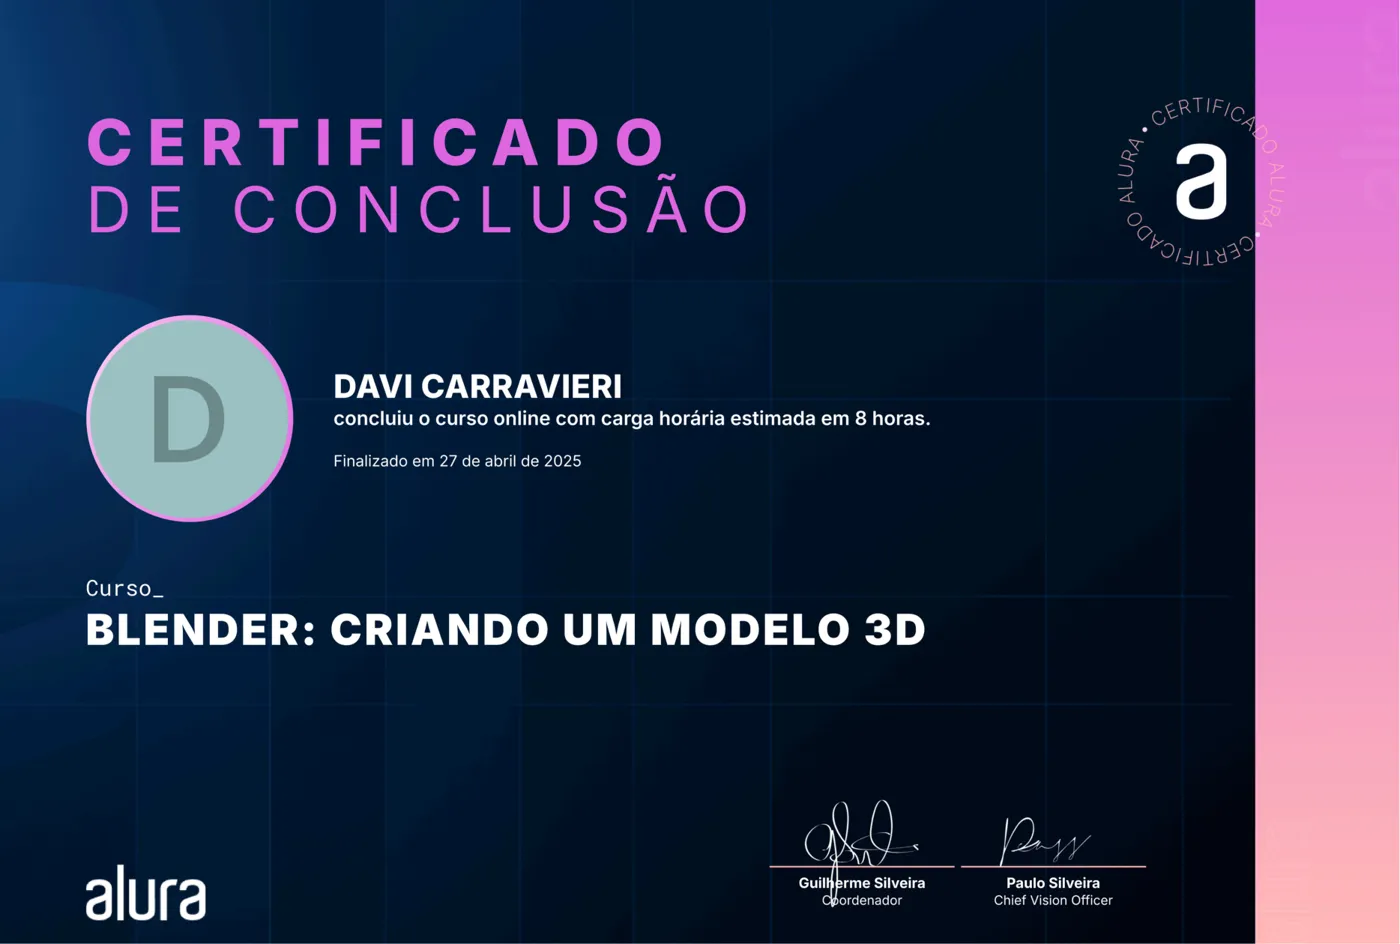 CERTIFICADO
DE CONCLUSÃO
CERTIFICADO ALURA • CERTIFICADO ALURA •
a
D
DAVI CARRAVIERI
concluiu o curso online com carga horária estimada em 8 horas.
Finalizado em 27 de abril de 2025
Curso_
BLENDER: CRIANDO UM MODELO 3D
alura
Guilherme Silveira
Coordenador
Paulo Silveira
Chief Vision Officer